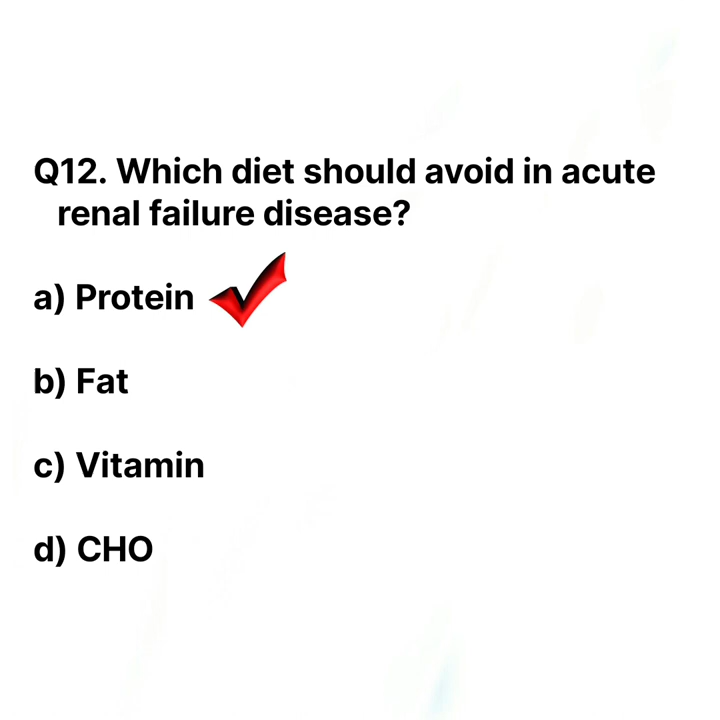 Q12. Which diet should avoid in acute
renal failure disease?
a) Protein
b) Fat
c) Vitamin
d) CHO